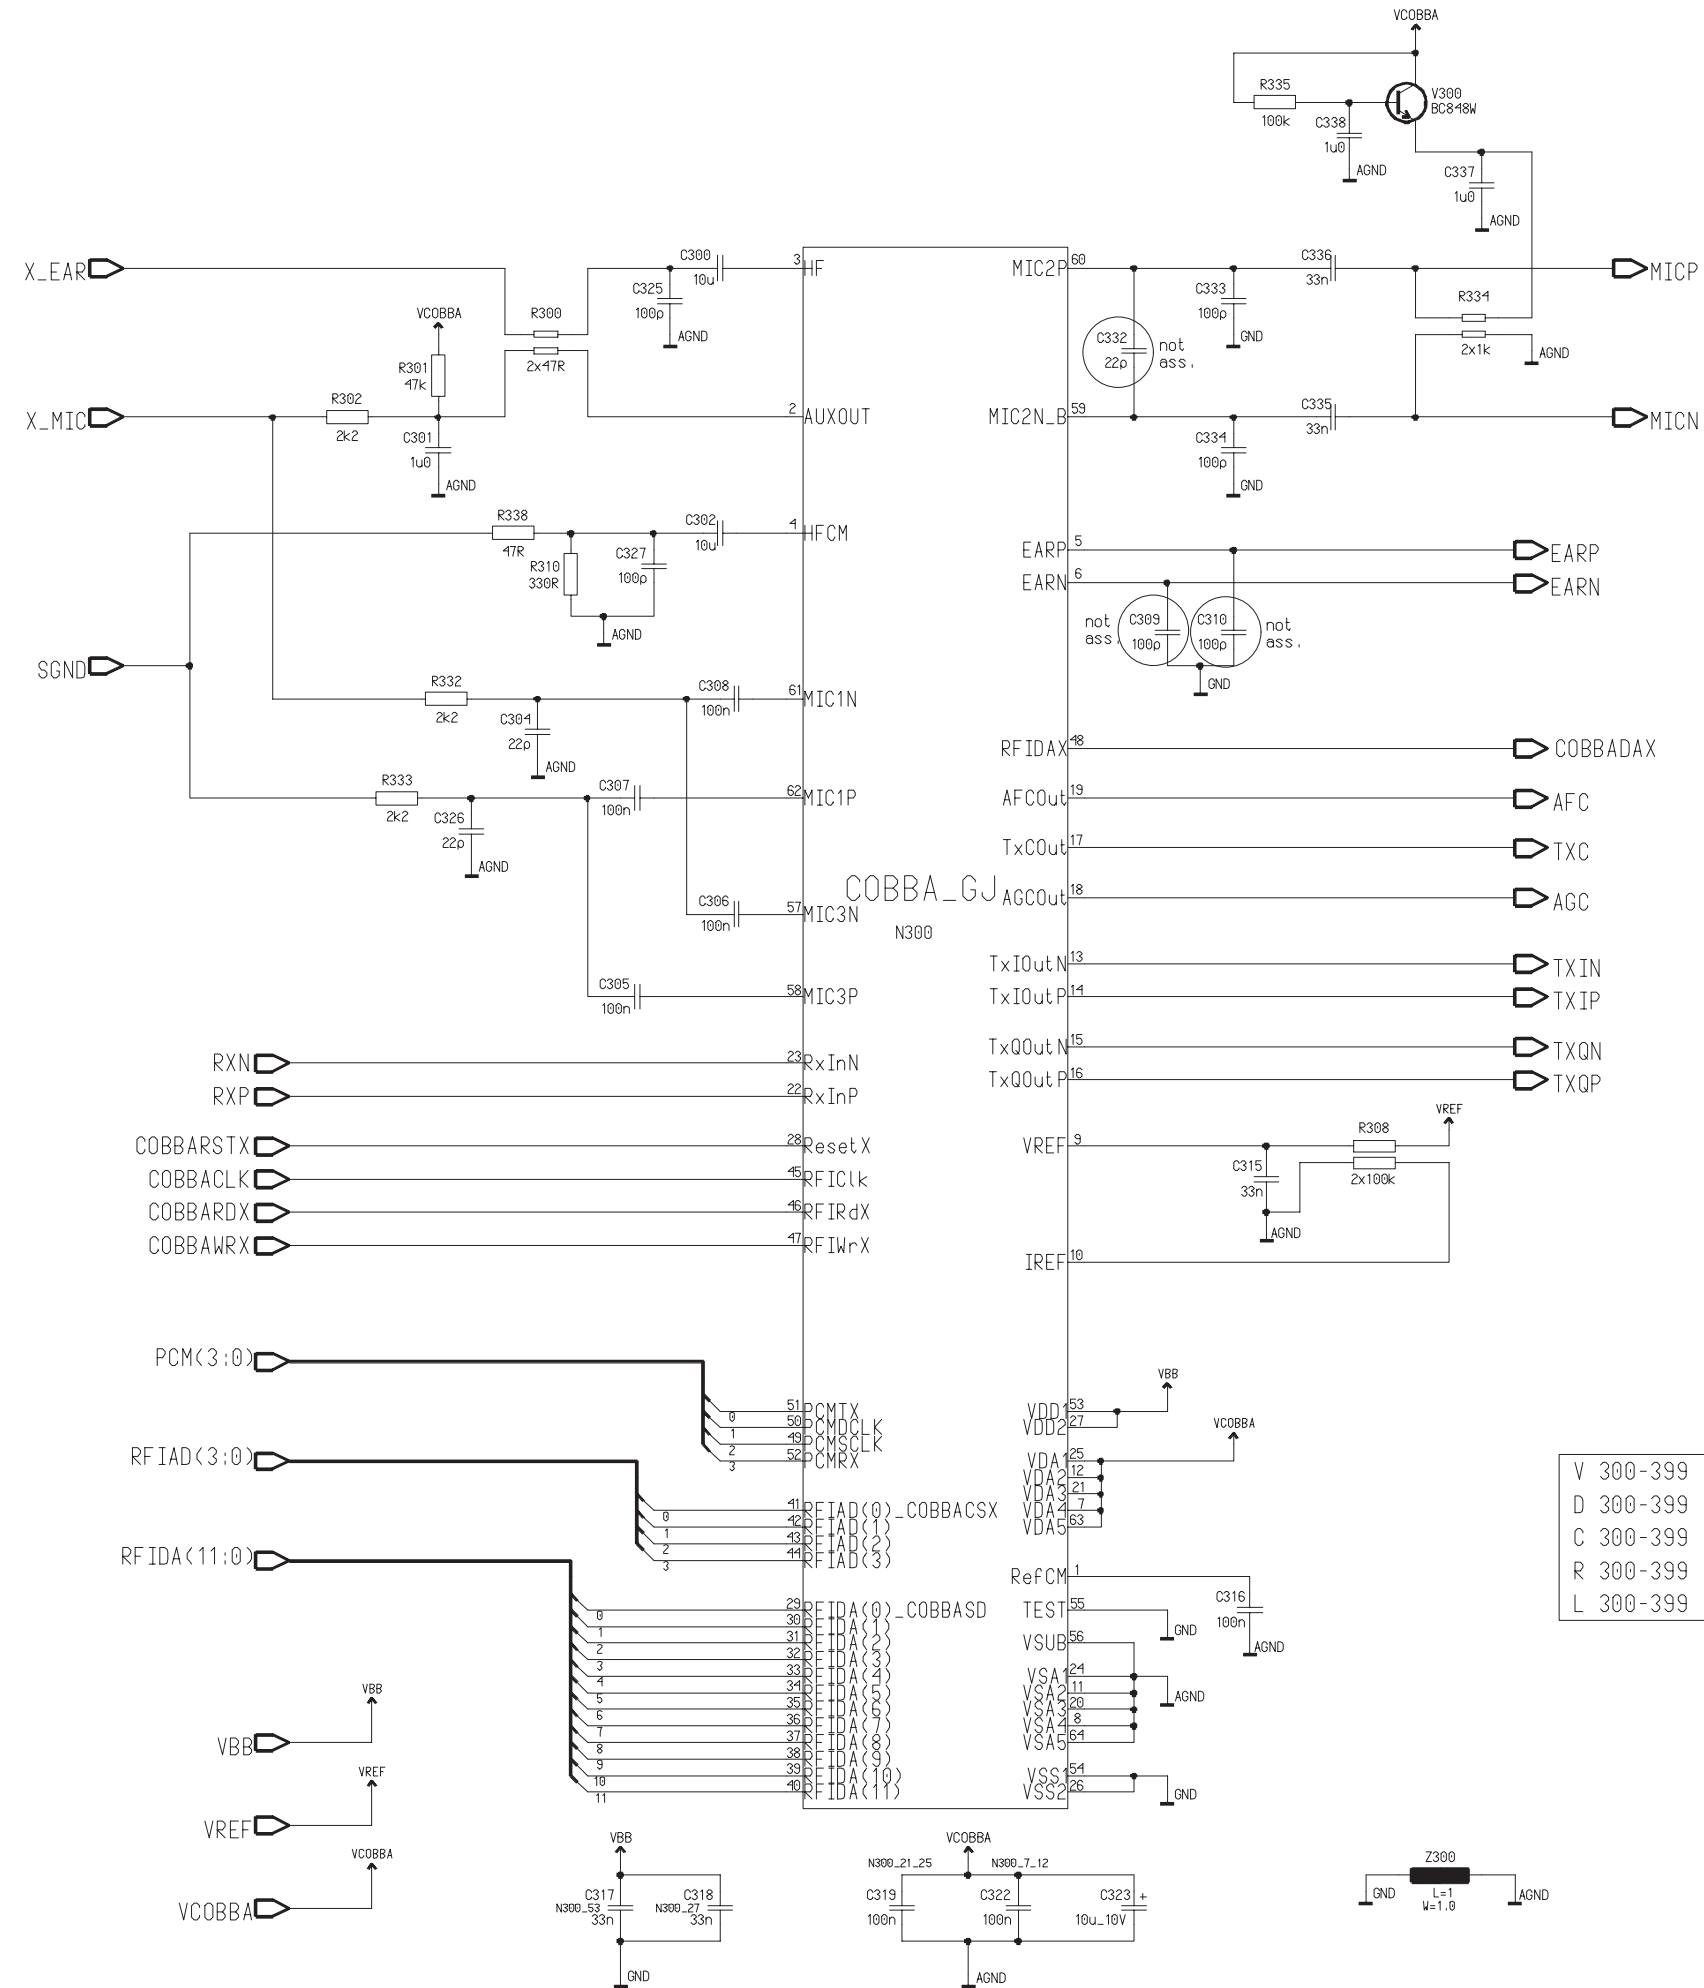 VCOBBA
R335
100k
V300
BC848W
C338
1u0
AGND
C337
1u0
AGND
X_EAR
C300
10u
3
HF
C325
100p
AGND
R300
2x47R
VCOBBA
R301
47k
X_MIC
R302
2k2
C301
1u0
AGND
2
AUXOUT
R338
47R
C302
10u
4
HFCM
R310
330R
C327
100p
AGND
SGND
R332
2k2
C308
100n
61
MIC1N
C304
22p
AGND
R333
2k2
C307
100n
62
MIC1P
C326
22p
AGND
C306
100n
57
MIC3N
C305
100n
58
MIC3P
COBBA_GJ
N300
MIC2P
60
C336
33n
MICP
C333
100p
GND
R334
2x1k
AGND
C332
22p
not
ass.
MIC2N_B
59
C335
33n
MICN
C334
100p
GND
EARP
5
EARP
EARN
6
EARN
not
ass.
C309
100p
C310
100p
not
ass.
GND
RFIDAX
48
COBBADAX
AFCOut
19
AFC
TxCOut
17
TXC
AGCOut
18
AGC
TxIOutN
13
TXIN
TxIOutP
14
TXIP
TxQOutN
15
TXQN
TxQOutP
16
TXQP
RXN
23
RxInN
RXP
22
RxInP
COBBARSTX
28
ResetX
COBBACLK
45
RFIClk
COBBARDX
46
RFIRdX
COBBAWRX
47
RFIWrX
VREF
9
R308
2x100k
VREF
C315
33n
AGND
IREF
10
PCM(3:0)
0
51
PCMTX
1
50
PCMDCLK
2
49
PCMSCLK
3
52
PCMRX
RFIAD(3:0)
0
41
RFIAD(0)_COBBACSX
1
42
RFIAD(1)
2
43
RFIAD(2)
3
44
RFIAD(3)
RFIDA(11:0)
0
29
RFIDA(0)_COBBASD
1
30
RFIDA(1)
2
31
RFIDA(2)
3
32
RFIDA(3)
4
33
RFIDA(4)
5
34
RFIDA(5)
6
35
RFIDA(6)
7
36
RFIDA(7)
8
37
RFIDA(8)
9
38
RFIDA(9)
10
39
RFIDA(10)
11
40
RFIDA(11)
VBB
VDD1
53
VDD2
27
VCOBBA
VDA1
25
VDA2
12
VDA3
21
VDA4
7
VDA5
63
RefCM
1
C316
100n
AGND
TEST
55
GND
VSUB
56
VSA1
24
VSA2
11
VSA3
20
VSA4
8
VSA5
64
AGND
VSS1
54
VSS2
26
GND
V 300-399
D 300-399
C 300-399
R 300-399
L 300-399
VBB
VBB
VREF
VREF
VCOBBA
VCOBBA
VBB
C317
N300_53
33n
C318
N300_27
33n
GND
VCOBBA
N300_21_25
N300_7_12
C319
100n
C322
100n
C323 +
10u_10V
AGND
Z300
GND
L=1
W=1.0
AGND